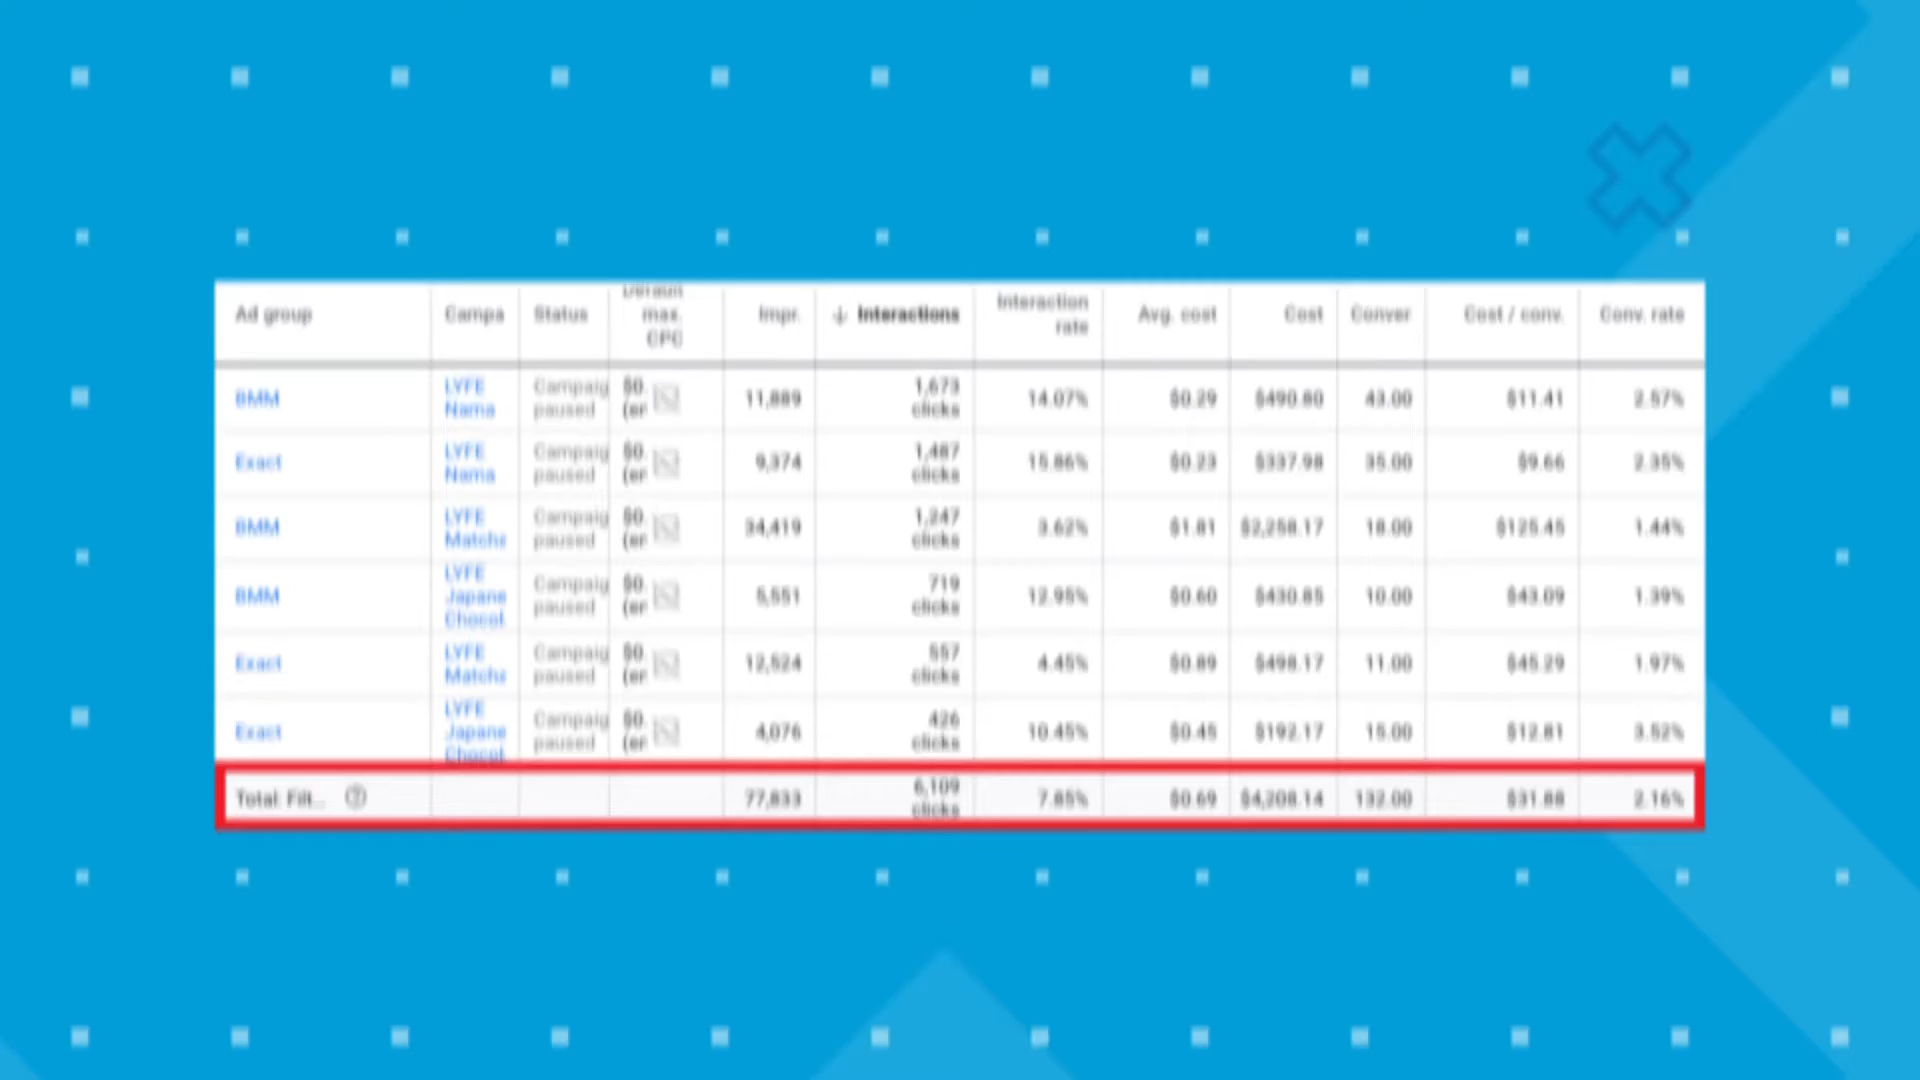 Ad group Campa Status Default max. CPC Impr. ↓ Interactions Interaction rate Avg. cost Cost Conver Cost / conv. Conv. rate
BMM LYFE Nama Campaig paused $0. (er 11,889 1,673 clicks 14.07% $0.29 $490.80 43.00 $11.41 2.57%
Exact LYFE Nama Campaig paused $0. (er 9,374 1,487 clicks 15.86% $0.23 $337.98 35.00 $9.66 2.35%
BMM LYFE Matcha Campaig paused $0. (er 34,419 1,247 clicks 3.62% $1.81 $2,258.17 18.00 $125.45 1.44%
BMM LYFE Japane Chocol. Campaig paused $0. (er 5,551 719 clicks 12.95% $0.60 $430.85 10.00 $43.09 1.39%
Exact LYFE Matcha Campaig paused $0. (er 12,524 557 clicks 4.45% $0.89 $498.17 11.00 $45.29 1.97%
Exact LYFE Japane Chocol. Campaig paused $0. (er 4,076 426 clicks 10.45% $0.45 $192.17 15.00 $12.81 3.52%
Total: Filt... ? 77,833 6,109 clicks 7.85% $0.69 $4,208.14 132.00 $31.88 2.16%